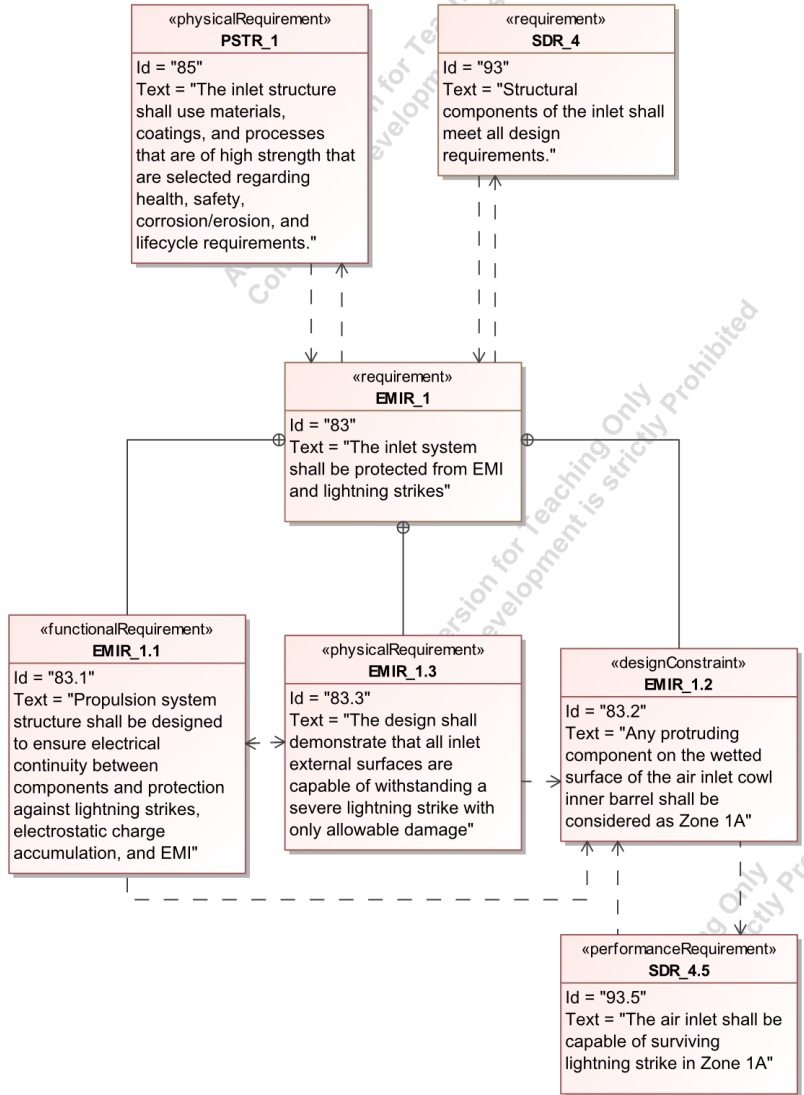 «physicalRequirement»
PSTR_1
Id = "85"
Text = "The inlet structure
shall use materials,
coatings, and processes
that are of high strength that
are selected regarding
health, safety,
corrosion/erosion, and
lifecycle requirements."
«requirement»
SDR_4
Id = "93"
Text = "Structural
components of the inlet shall
meet all design
requirements."
«requirement»
EMIR_1
Id = "83"
Text = "The inlet system
shall be protected from EMI
and lightning strikes"
«functionalRequirement»
EMIR_1.1
Id = "83.1"
Text = "Propulsion system
structure shall be designed
to ensure electrical
continuity between
components and protection
against lightning strikes,
electrostatic charge
accumulation, and EMI"
«physicalRequirement»
EMIR_1.3
Id = "83.3"
Text = "The design shall
demonstrate that all inlet
external surfaces are
capable of withstanding a
severe lightning strike with
only allowable damage"
«designConstraint»
EMIR_1.2
Id = "83.2"
Text = "Any protruding
component on the wetted
surface of the air inlet cowl
inner barrel shall be
considered as Zone 1A"
«performanceRequirement»
SDR_4.5
Id = "93.5"
Text = "The air inlet shall be
capable of surviving
lightning strike in Zone 1A"
for Teaching Only
development is strictly Prohibited